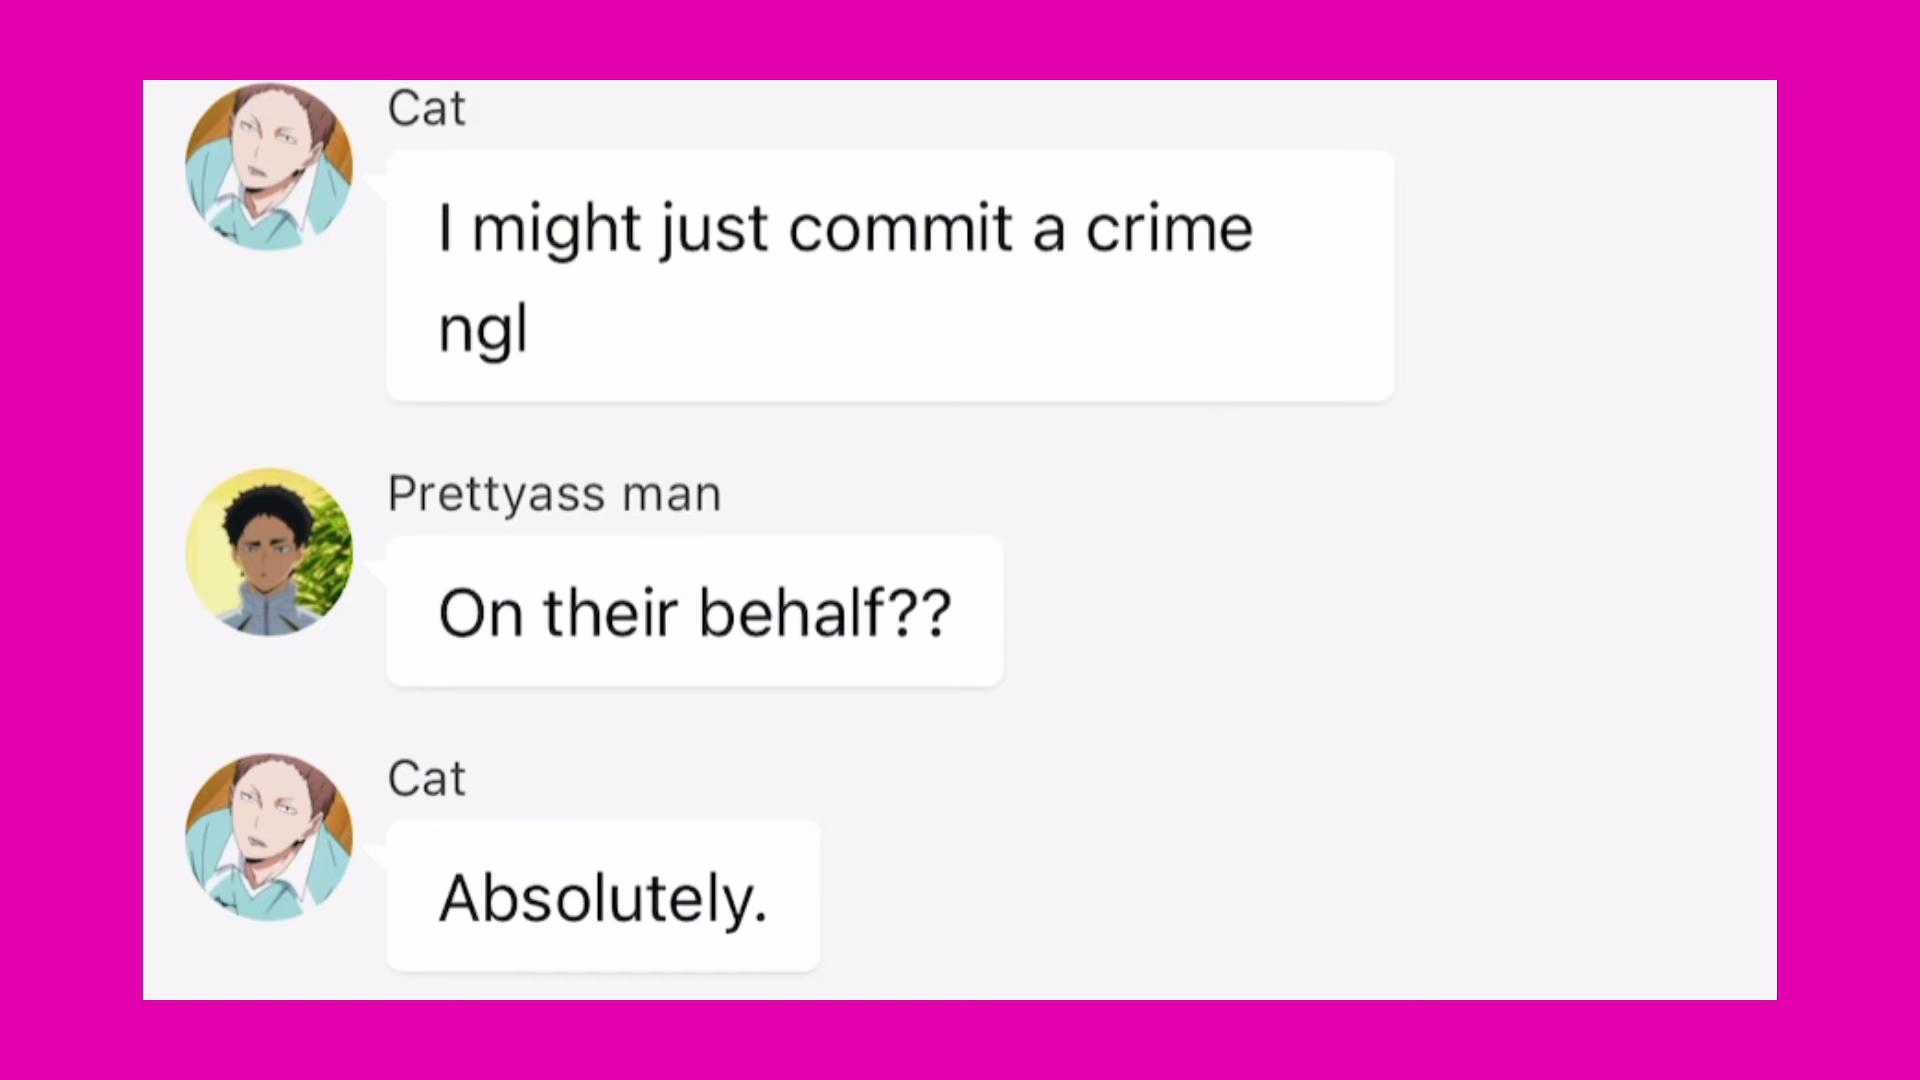 Cat
I might just commit a crime
ngl
Prettyass man
On their behalf??
Cat
Absolutely.